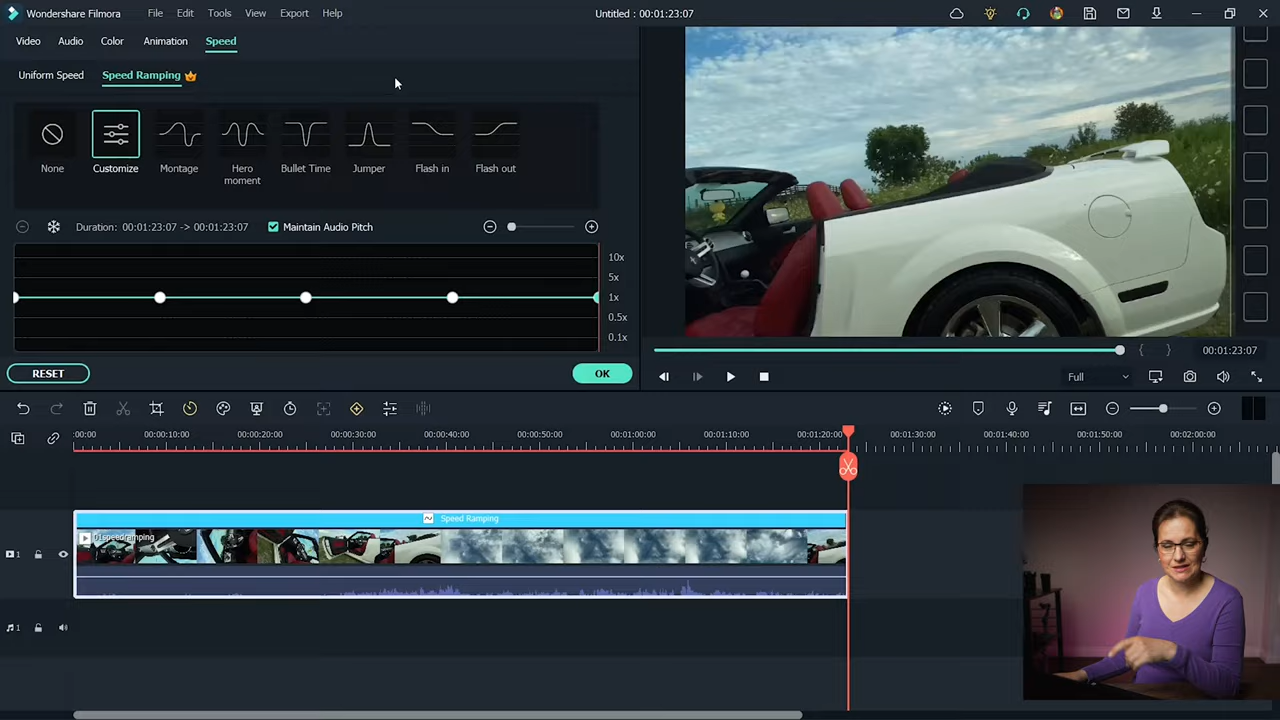 Wondershare Filmora File Edit Tools View Export Help Untitled : 00:01:23:07
Video Audio Color Animation Speed
Uniform Speed Speed Ramping
None Customize Montage Hero moment Bullet Time Jumper Flash in Flash out
Duration: 00:01:23:07 -> 00:01:23:07 Maintain Audio Pitch
10x
5x
1x
0.5x
0.1x
RESET OK
00:01:23:07
Full
:00:00 00:00:10:00 00:00:20:00 00:00:30:00 00:00:40:00 00:00:50:00 00:01:00:00 00:01:10:00 00:01:20:00 00:01:30:00 00:01:40:00 00:01:50:00 00:02:00:00
Speed Ramping
01speedramping
1
1